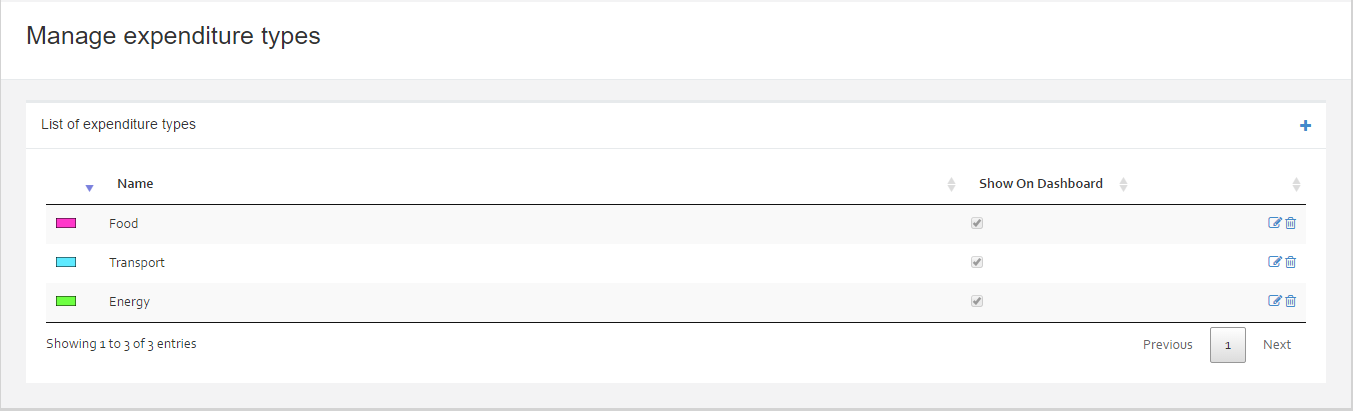 Manage expenditure types
List of expenditure types
Name Show On Dashboard
Food
Transport
Energy
Showing 1 to 3 of 3 entries Previous 1 Next